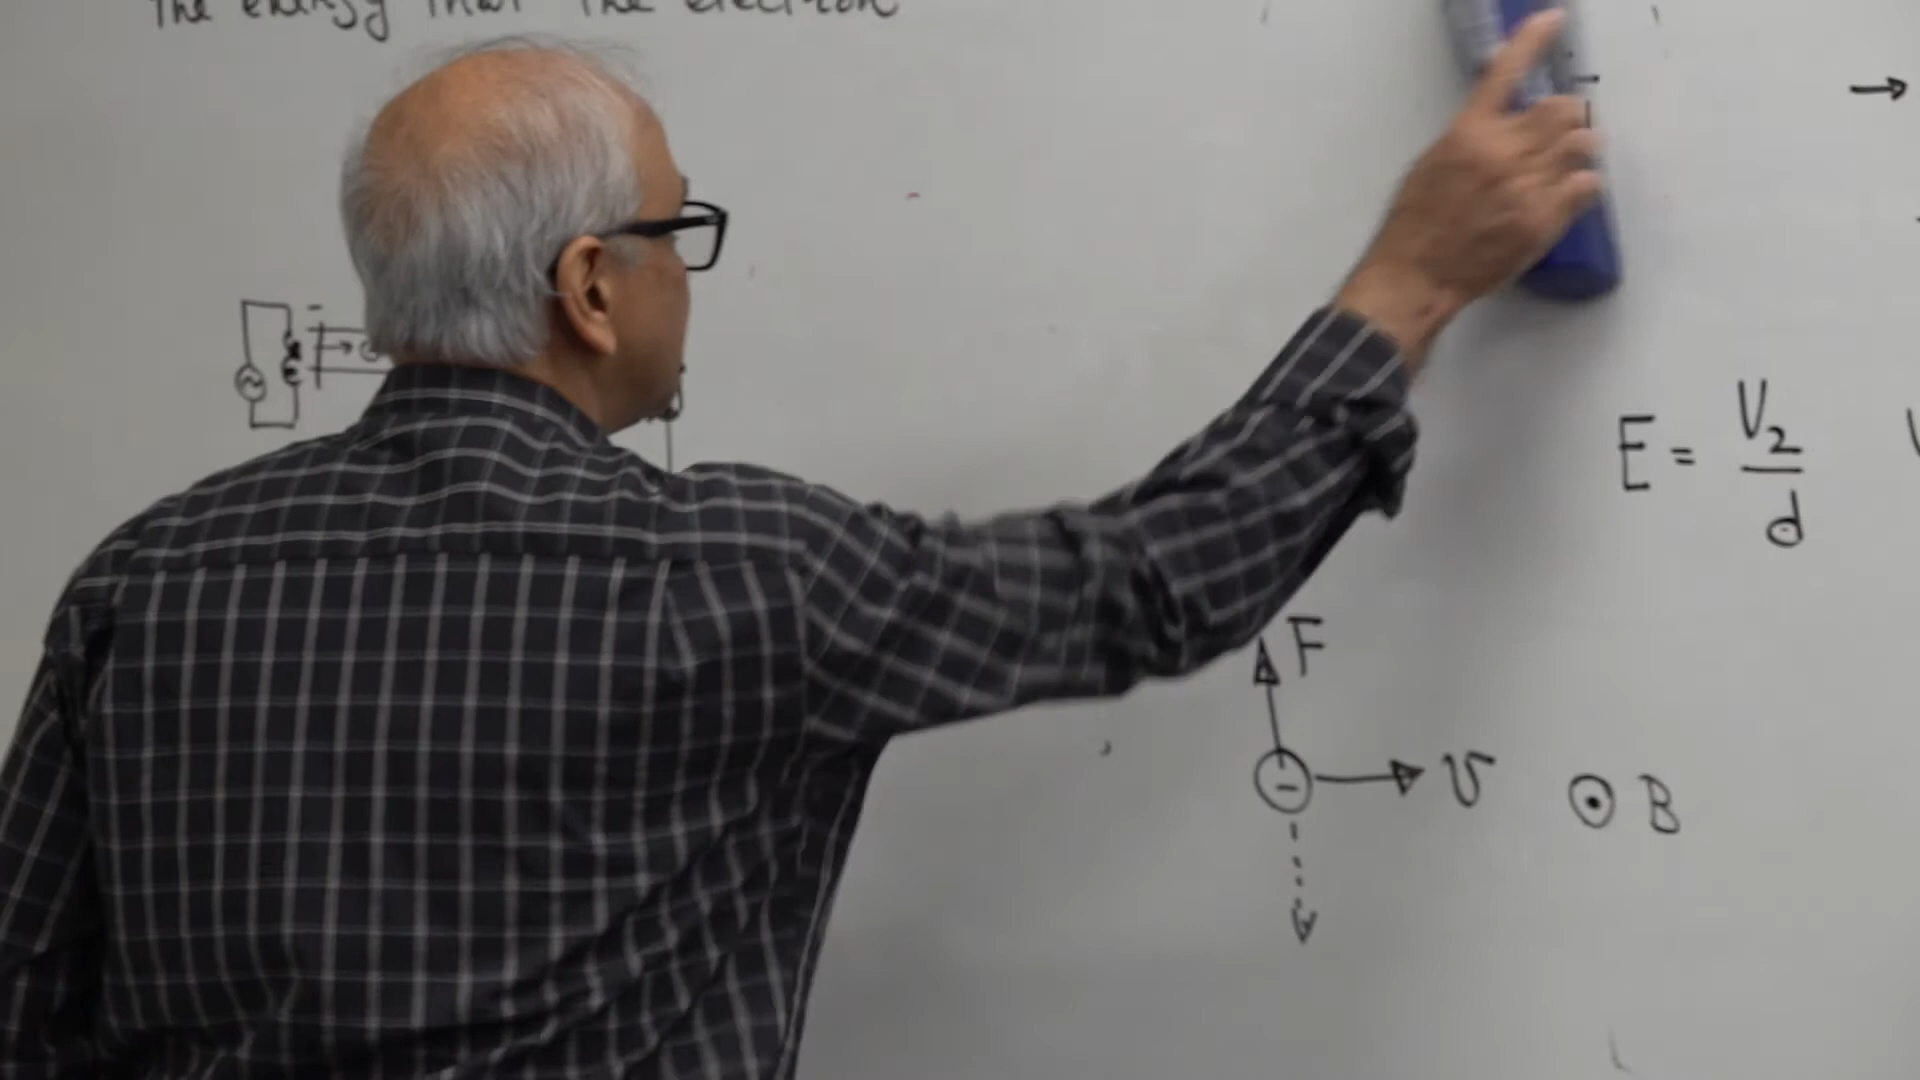 The energy that the electron
E = V₂/d
F
v
B